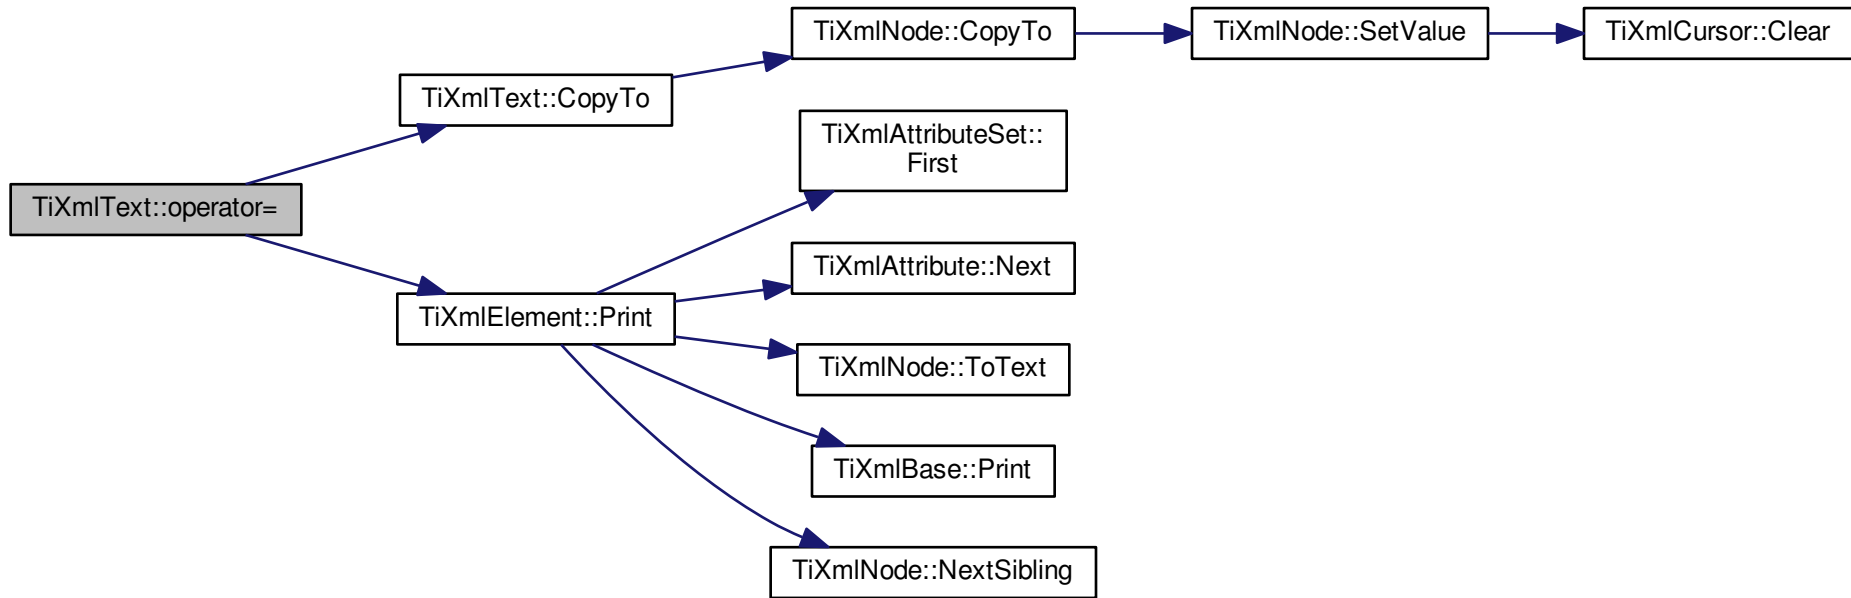 TiXmlText::operator=
TiXmlText::CopyTo
TiXmlNode::CopyTo
TiXmlNode::SetValue
TiXmlCursor::Clear
TiXmlElement::Print
TiXmlAttributeSet::
First
TiXmlAttribute::Next
TiXmlNode::ToText
TiXmlBase::Print
TiXmlNode::NextSibling